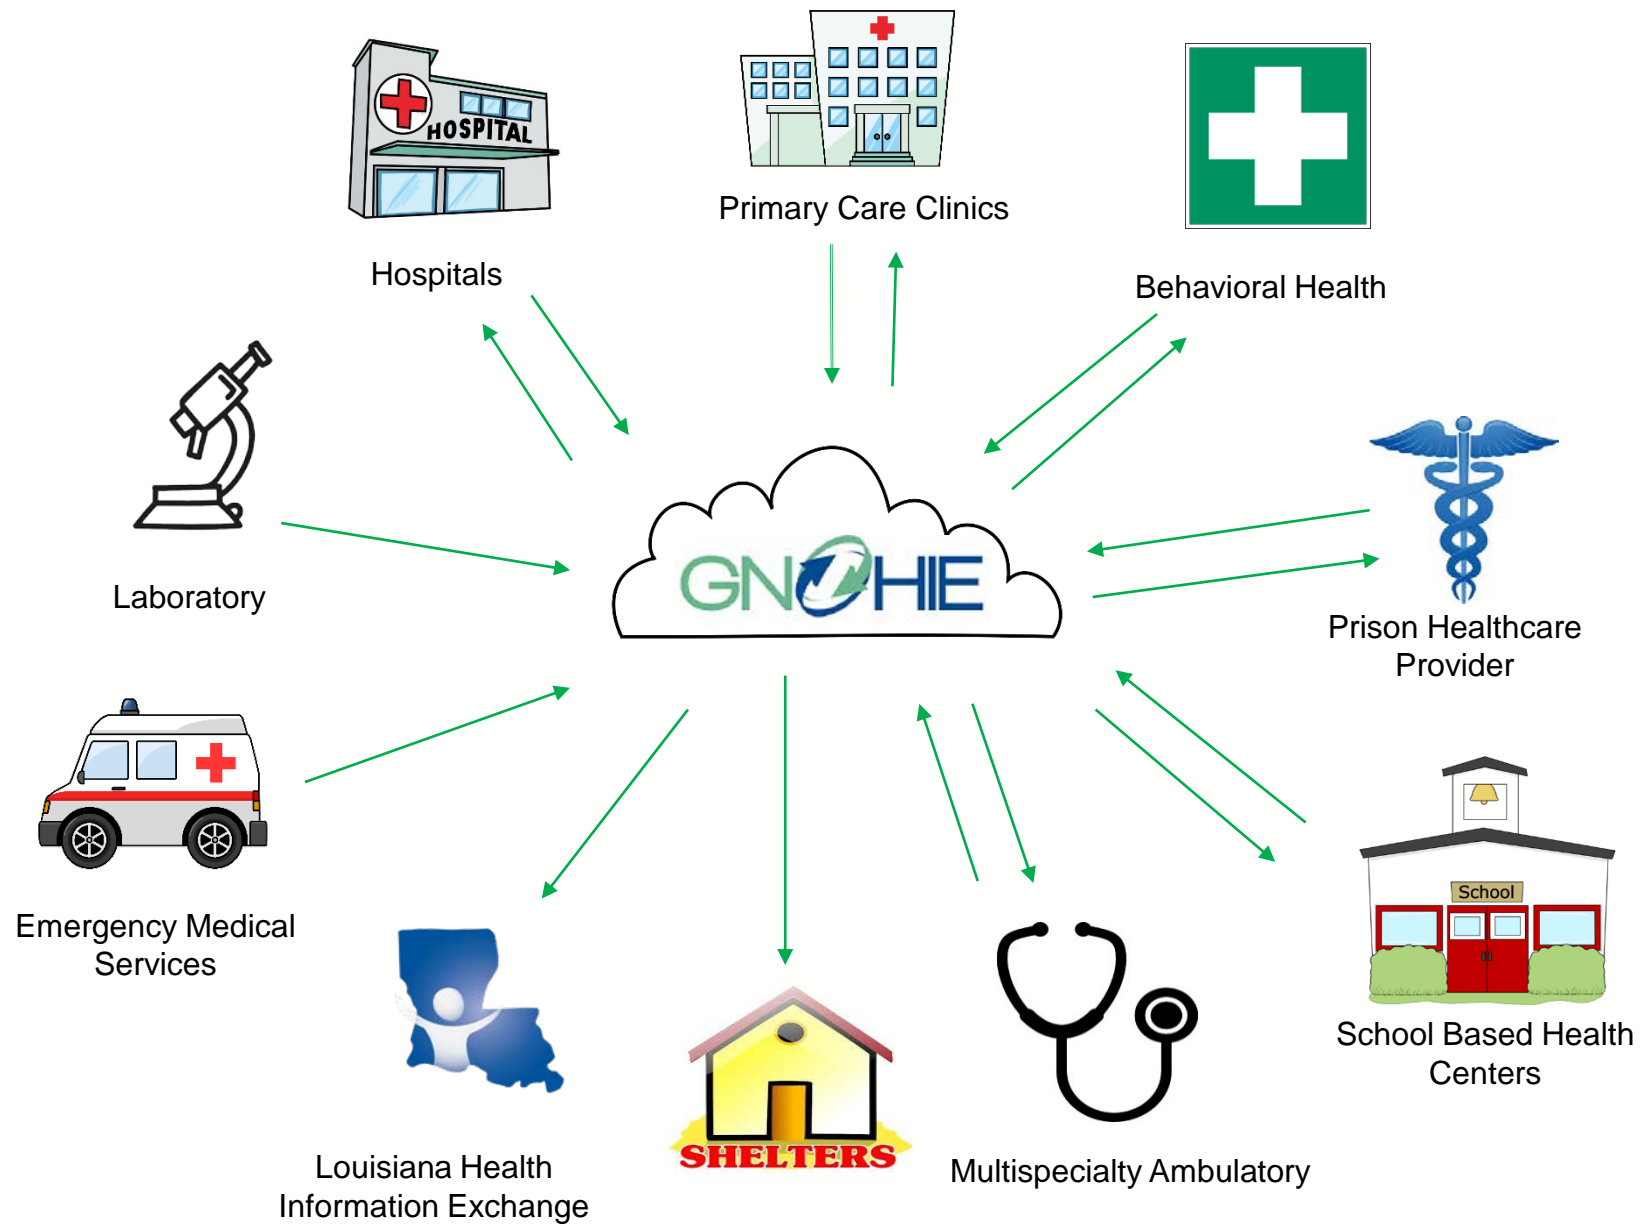 HOSPITAL
Primary Care Clinics
Hospitals
Behavioral Health
GNOHIE
Laboratory
Prison Healthcare
Provider
School
Emergency Medical
Services
School Based Health
Centers
SHELTERS
Louisiana Health
Information Exchange
Multispecialty Ambulatory